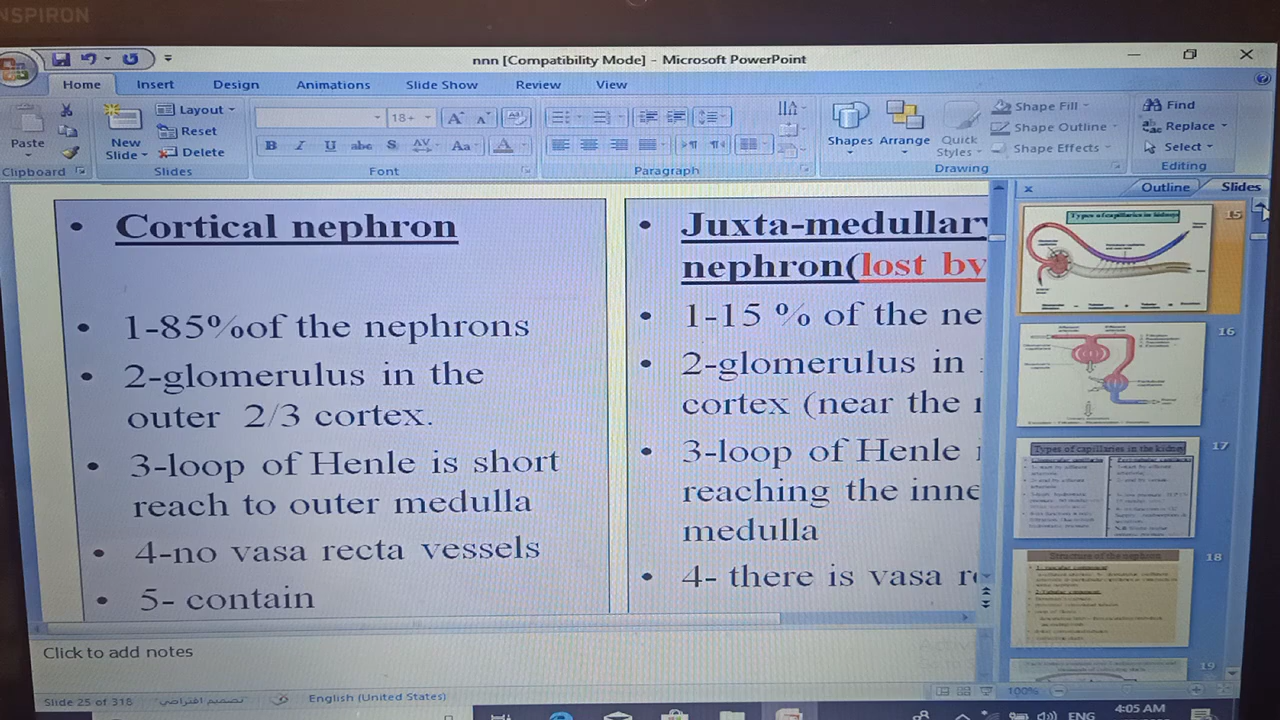 NSPIRON
nnn [Compatibility Mode] - Microsoft PowerPoint
Home Insert Design Animations Slide Show Review View
Paste
Clipboard
New
Slide
Layout
Reset
Delete
Slides
18+
Font
Paragraph
Shapes Arrange Quick
Styles
Shape Fill
Shape Outline
Shape Effects
Drawing
Find
Replace
Select
Editing
• Cortical nephron
• 1-85%of the nephrons
• 2-glomerulus in the
outer 2/3 cortex.
• 3-loop of Henle is short
reach to outer medulla
• 4-no vasa recta vessels
• 5- contain
• Juxta-medullary
nephron(lost by
• 1-15 % of the ne
• 2-glomerulus in
cortex (near the
• 3-loop of Henle
reaching the inne
medulla
• 4- there is vasa re
Outline Slides
15
Types of capillaries in kidney
16
17
Types of capillaries in the kidney
18
Structure of the nephron
19
Click to add notes
Slide 25 of 318 تصميم افتراضي English (United States)
100%
ENG
4:05 AM